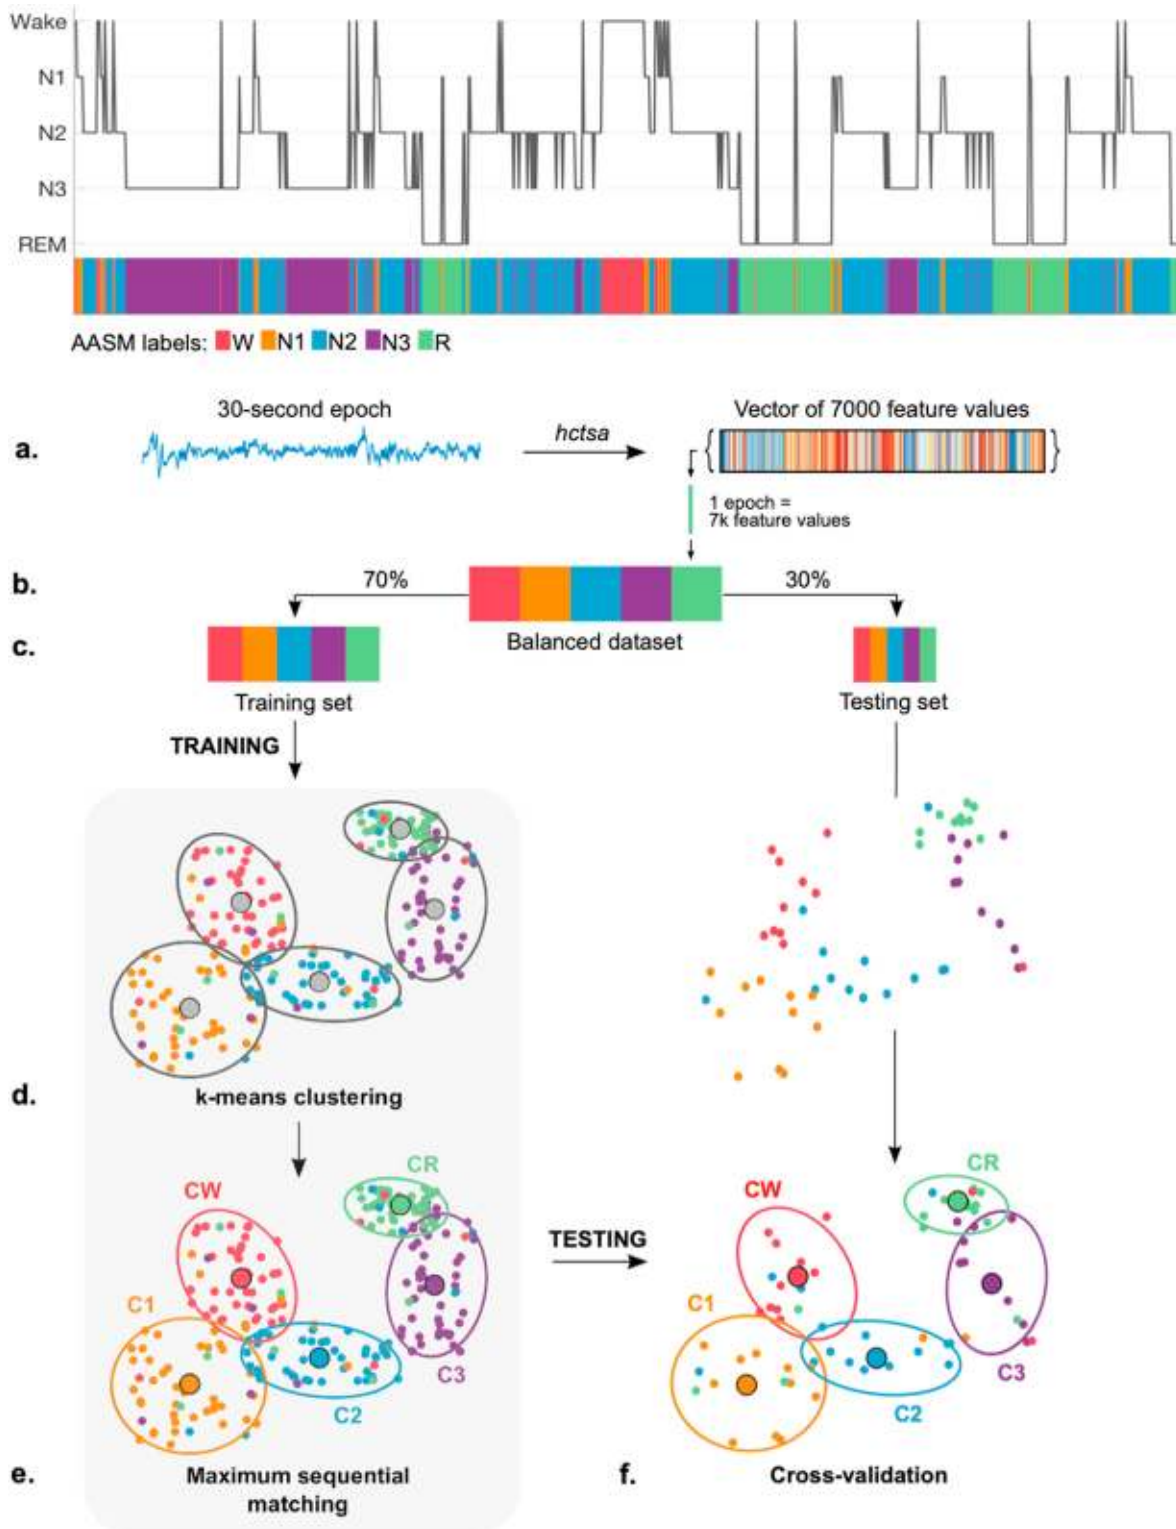 Wake
N1
N2
N3
REM
AASM labels: W N1 N2 N3 R
30-second epoch
Vector of 7000 feature values
a.
hctsa
1 epoch =
7k feature values
b.
70%
30%
Balanced dataset
c.
Training set
Testing set
TRAINING
d.
k-means clustering
CR
CW
C1
C3
C2
TESTING
CR
CW
C1
C3
C2
e.
Maximum sequential
matching
f.
Cross-validation